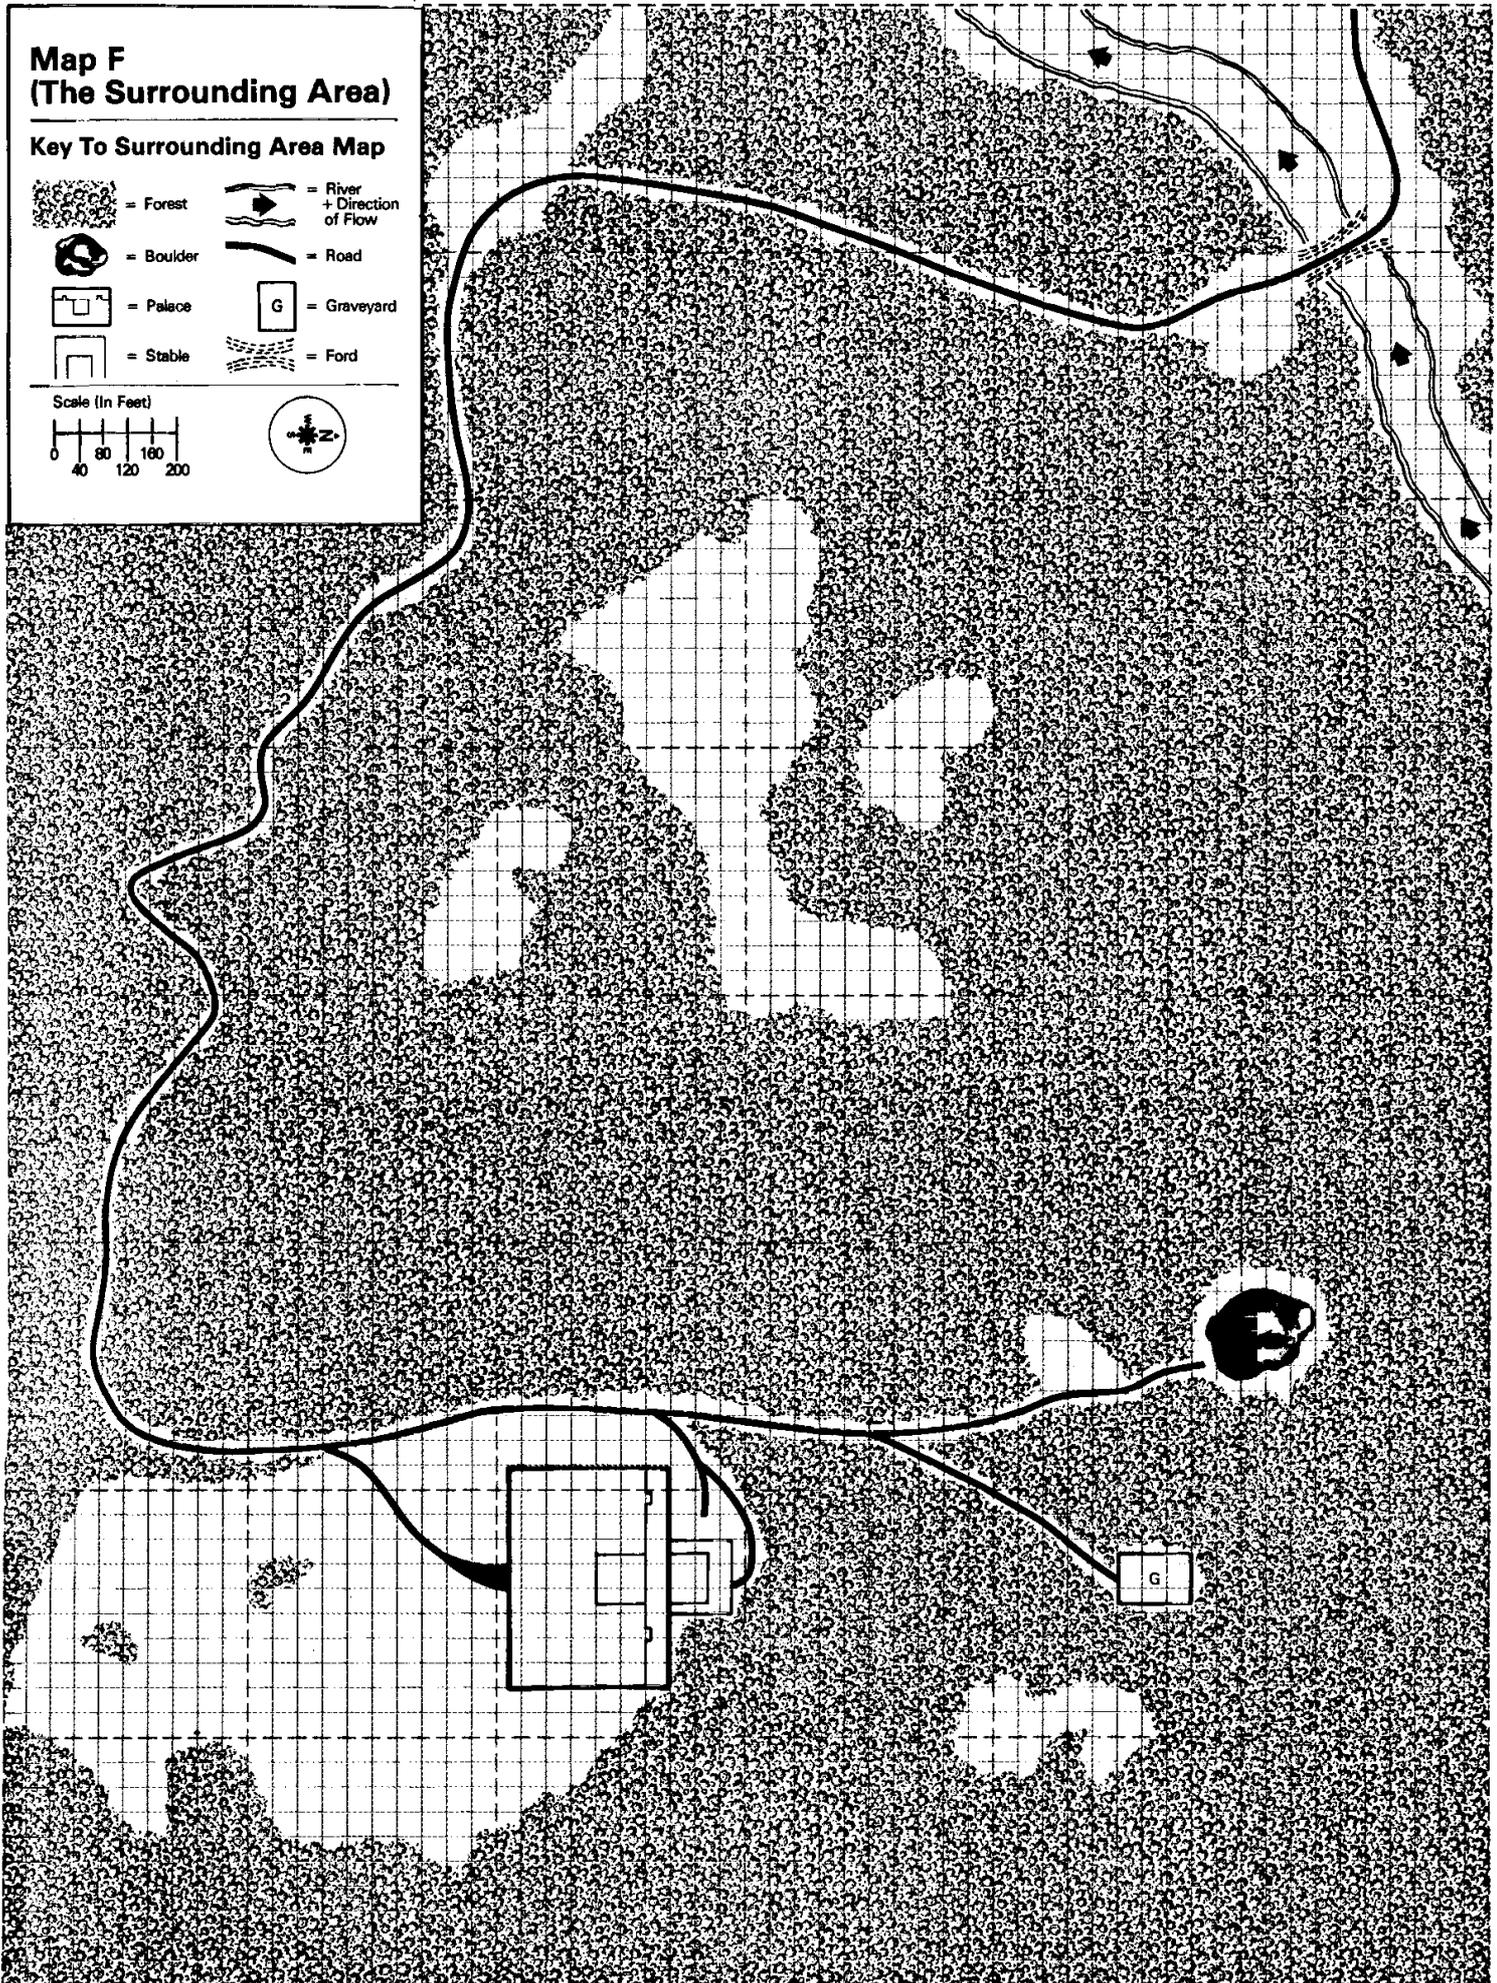 Map F
(The Surrounding Area)
Key To Surrounding Area Map
= Forest
= River
+ Direction
of Flow
= Boulder
= Road
= Palace
G = Graveyard
= Stable
= Ford
Scale (In Feet)
0 40 80 120 160 200
W
S N
E
G